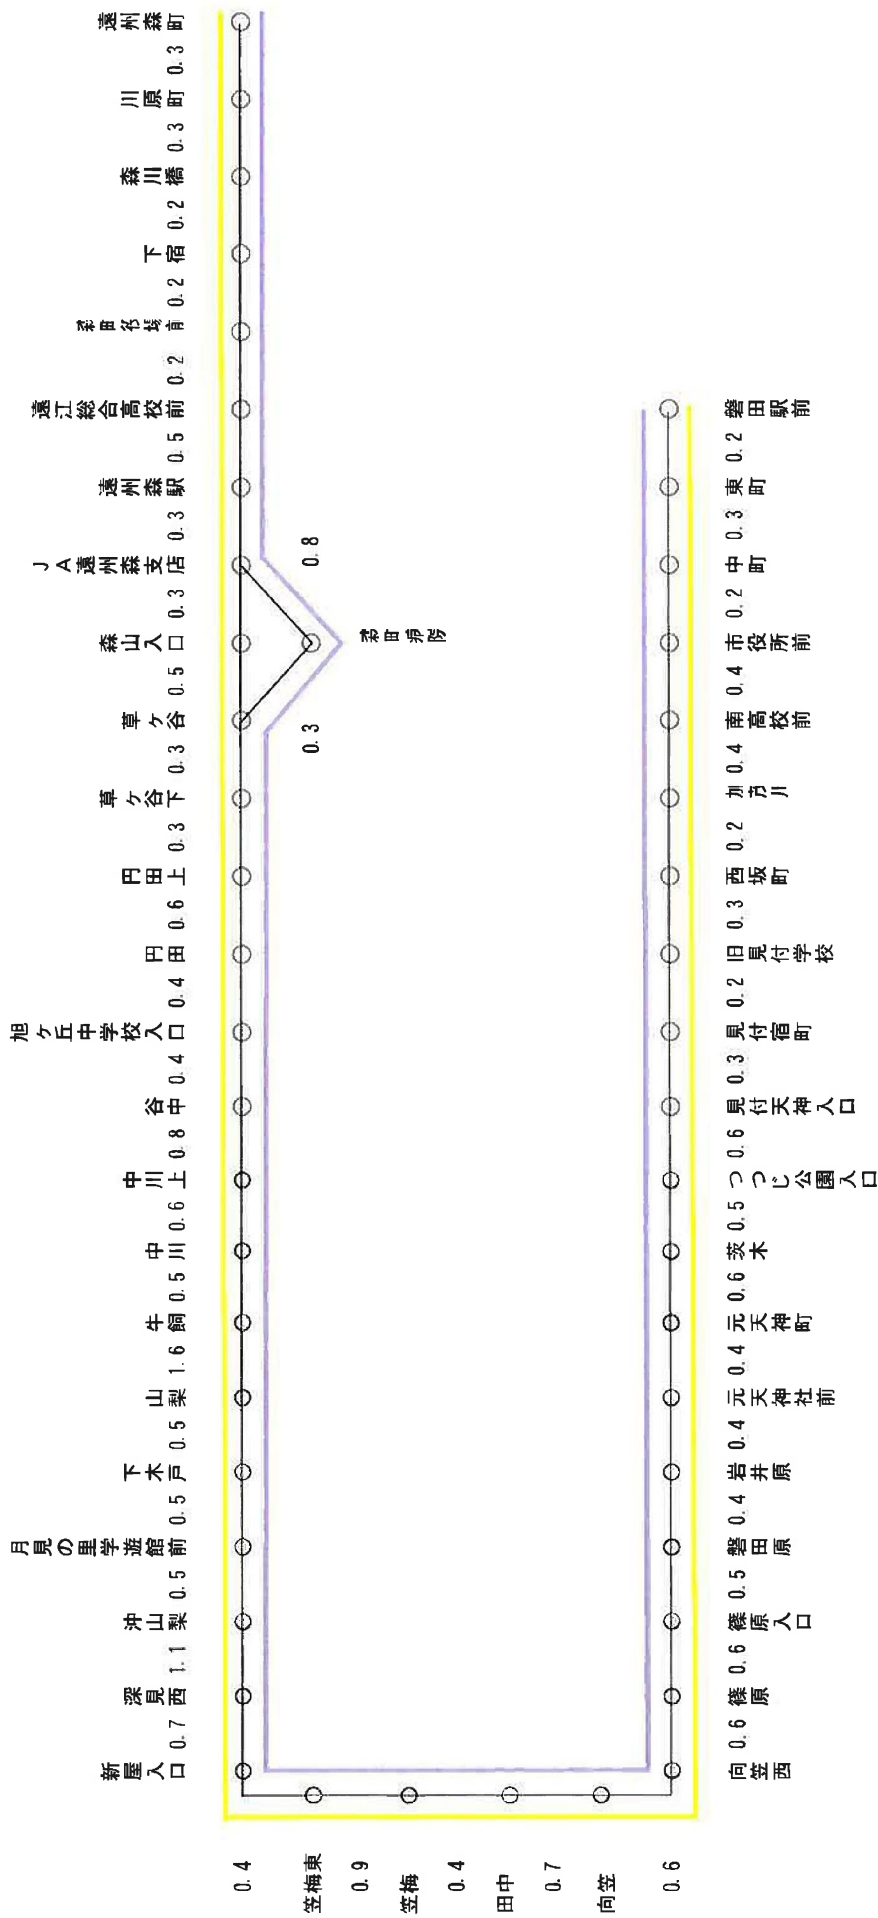 遠州森町
0.3
川原町
0.3
森川橋
0.2
下宿
0.2
0.2
遠江総合高校前
0.5
遠州森駅
0.3
JA遠州森支店
0.3
森山入口
0.5
草ヶ谷
0.3
草ヶ谷下
0.3
円田上
0.6
円田
0.4
旭ヶ丘中学校入口
0.4
谷中
0.8
中川上
0.6
中川
0.5
牛飼
1.6
山梨
0.5
下木戸
0.5
月見の里学遊館前
0.5
沖山梨
1.1
深見西
0.7
新屋入口
0.8
0.3
0.4
笠梅東
0.9
笠梅
0.4
田中
0.7
向笠
0.6
向笠西
0.6
篠原
0.6
篠原入口
0.5
磐田原
0.4
岩井原
0.4
元天神社前
0.4
元天神町
0.6
茨木
0.5
つつじ公園入口
0.6
見付天神入口
0.3
見付宿町
0.2
旧見付学校
0.3
西坂町
0.2
0.4
南高校前
0.4
市役所前
0.2
中町
0.3
東町
0.2
磐田駅前